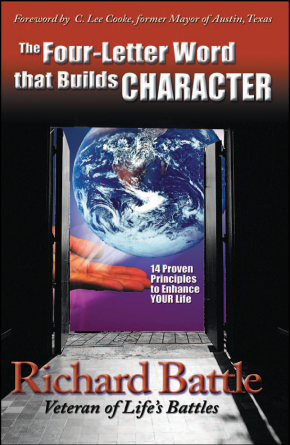 Foreword by C. Lee Cooke, former Mayor of Austin, Texas
The Four-Letter Word
that Builds CHARACTER
14 Proven
Principles
to Enhance
YOUR Life
Richard Battle
Veteran of Life's Battles